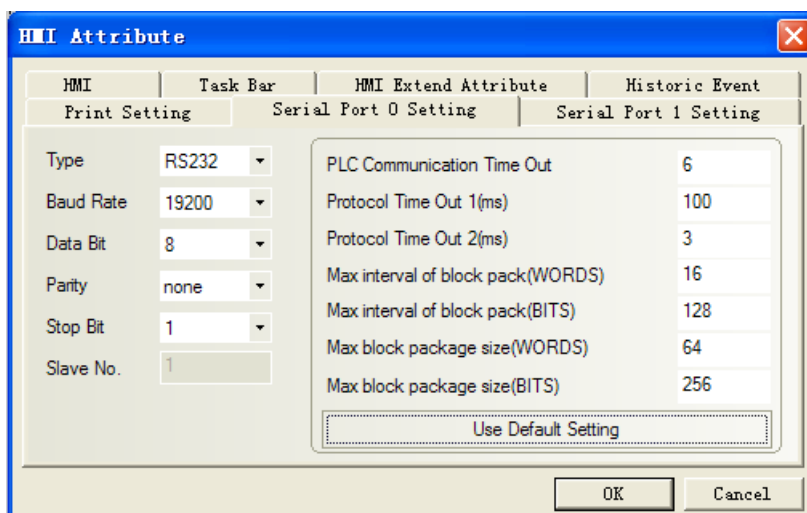 HMI Attribute
HMI Task Bar HMI Extend Attribute Historic Event
Print Setting Serial Port 0 Setting Serial Port 1 Setting
Type RS232
Baud Rate 19200
Data Bit 8
Parity none
Stop Bit 1
Slave No. 1
PLC Communication Time Out 6
Protocol Time Out 1(ms) 100
Protocol Time Out 2(ms) 3
Max interval of block pack(WORDS) 16
Max interval of block pack(BITS) 128
Max block package size(WORDS) 64
Max block package size(BITS) 256
Use Default Setting
OK Cancel